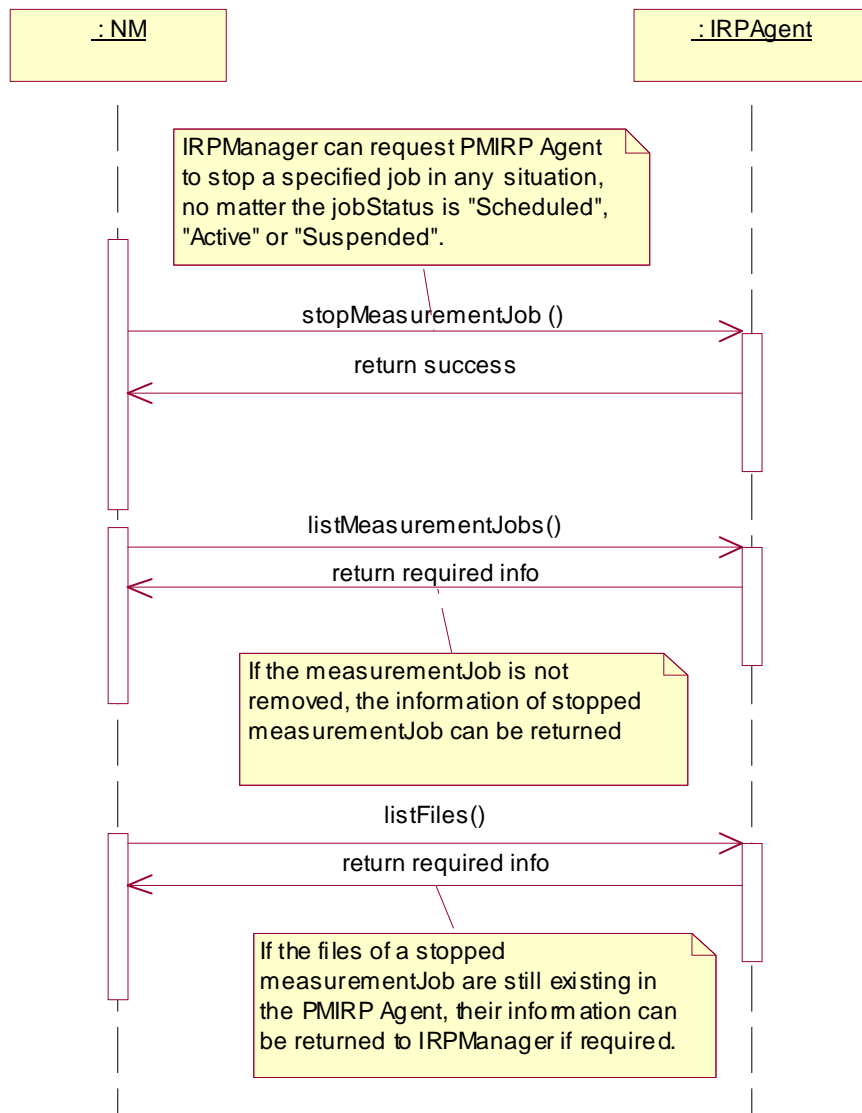 : NM
: IRPAgent
IRPManager can request PMIRP Agent
to stop a specified job in any situation,
no matter the jobStatus is "Scheduled",
"Active" or "Suspended".
stopMeasurementJob ()
return success
listMeasurementJobs()
return required info
If the measurementJob is not
removed, the information of stopped
measurementJob can be returned
listFiles()
return required info
If the files of a stopped
measurementJob are still existing in
the PMIRP Agent, their information can
be returned to IRPManager if required.